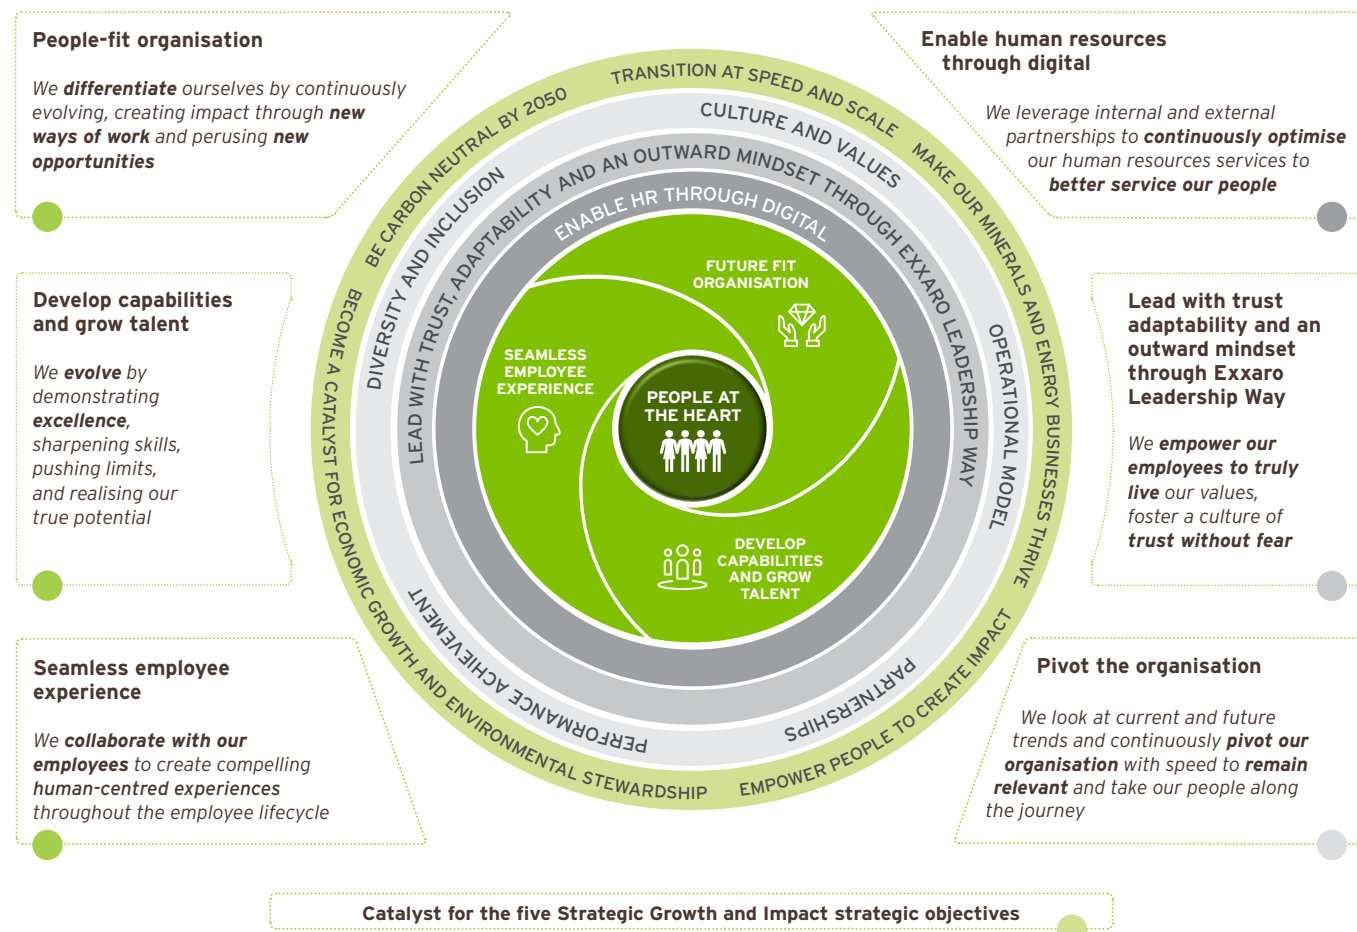 People-fit organisation
We differentiate ourselves by continuously
evolving, creating impact through new
ways of work and perusing new
opportunities
Develop capabilities
and grow talent
We evolve by
demonstrating
excellence,
sharpening skills,
pushing limits,
and realising our
true potential
Seamless employee
experience
We collaborate with our
employees to create compelling
human-centred experiences
throughout the employee lifecycle
BECOME A CATALYST FOR ECONOMIC GROWTH AND ENVIRONMENTAL STEWARDSHIP
BE CARBON NEUTRAL BY 2050
TRANSITION AT SPEED AND SCALE
MAKE OUR MINERALS AND ENERGY BUSINESSES THRIVE
EMPOWER PEOPLE TO CREATE IMPACT
DIVERSITY AND INCLUSION
CULTURE AND VALUES
OPERATIONAL MODEL
PARTNERSHIPS
PERFORMANCE ACHIEVEMENT
LEAD WITH TRUST, ADAPTABILITY AND AN OUTWARD MINDSET THROUGH EXXARO LEADERSHIP WAY
ENABLE HR THROUGH DIGITAL
FUTURE FIT
ORGANISATION
SEAMLESS
EMPLOYEE
EXPERIENCE
PEOPLE AT
THE HEART
DEVELOP
CAPABILITIES
AND GROW
TALENT
Enable human resources
through digital
We leverage internal and external
partnerships to continuously optimise
our human resources services to
better service our people
Lead with trust
adaptability and an
outward mindset
through Exxaro
Leadership Way
We empower our
employees to truly
live our values,
foster a culture of
trust without fear
Pivot the organisation
We look at current and future
trends and continuously pivot our
organisation with speed to remain
relevant and take our people along
the journey
Catalyst for the five Strategic Growth and Impact strategic objectives